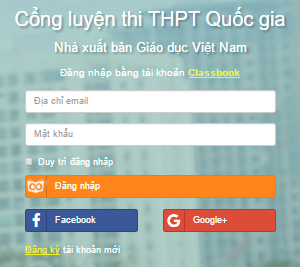 Cổng luyện thi THPT Quốc gia
Nhà xuất bản Giáo dục Việt Nam
Đăng nhập bằng tài khoản Classbook
Địa chỉ email
Mật khẩu
Duy trì đăng nhập
Đăng nhập
Facebook
Google+
Đăng ký tài khoản mới